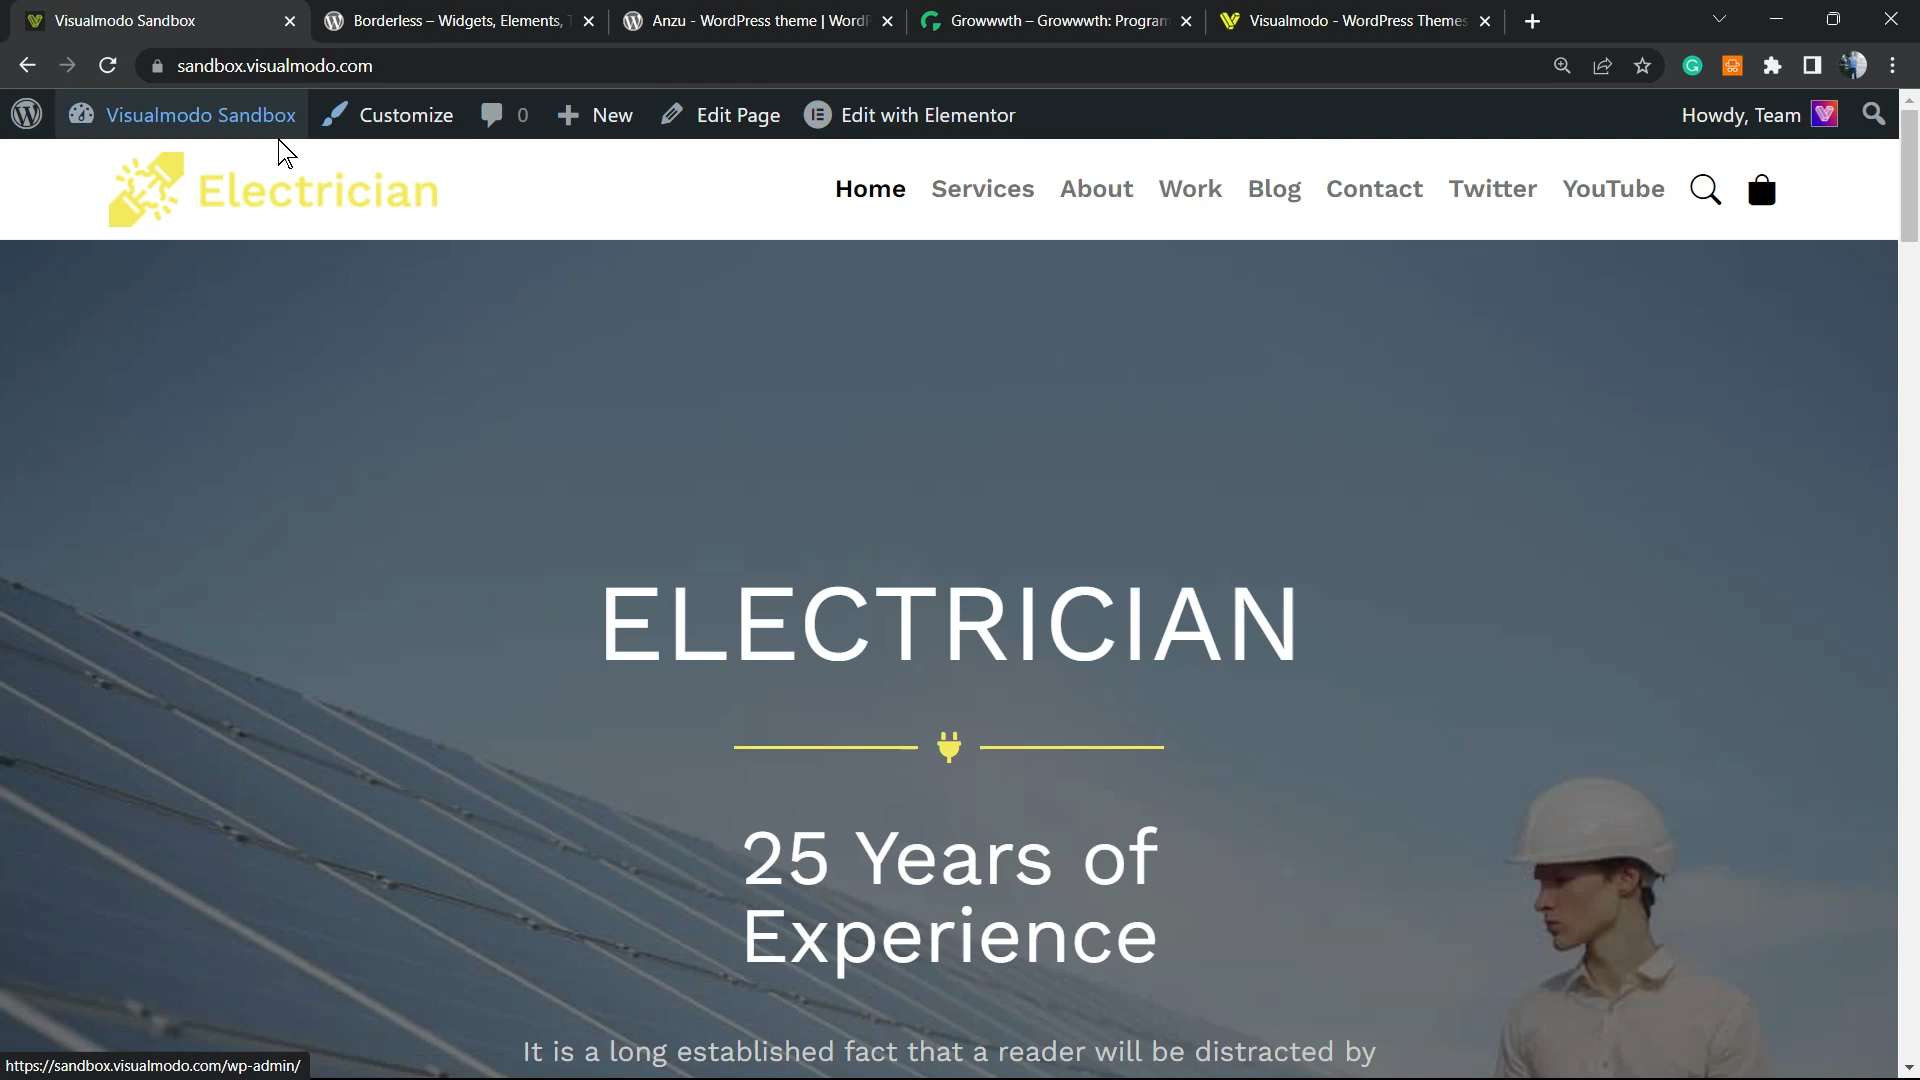 Visualmodo Sandbox
Borderless – Widgets, Elements,
Anzu - WordPress theme | Word
Growwwth – Growwwth: Program
Visualmodo - WordPress Themes
sandbox.visualmodo.com
Visualmodo Sandbox
Customize
0
New
Edit Page
Edit with Elementor
Howdy, Team
Electrician
Home
Services
About
Work
Blog
Contact
Twitter
YouTube
ELECTRICIAN
25 Years of
Experience
It is a long established fact that a reader will be distracted by
https://sandbox.visualmodo.com/wp-admin/